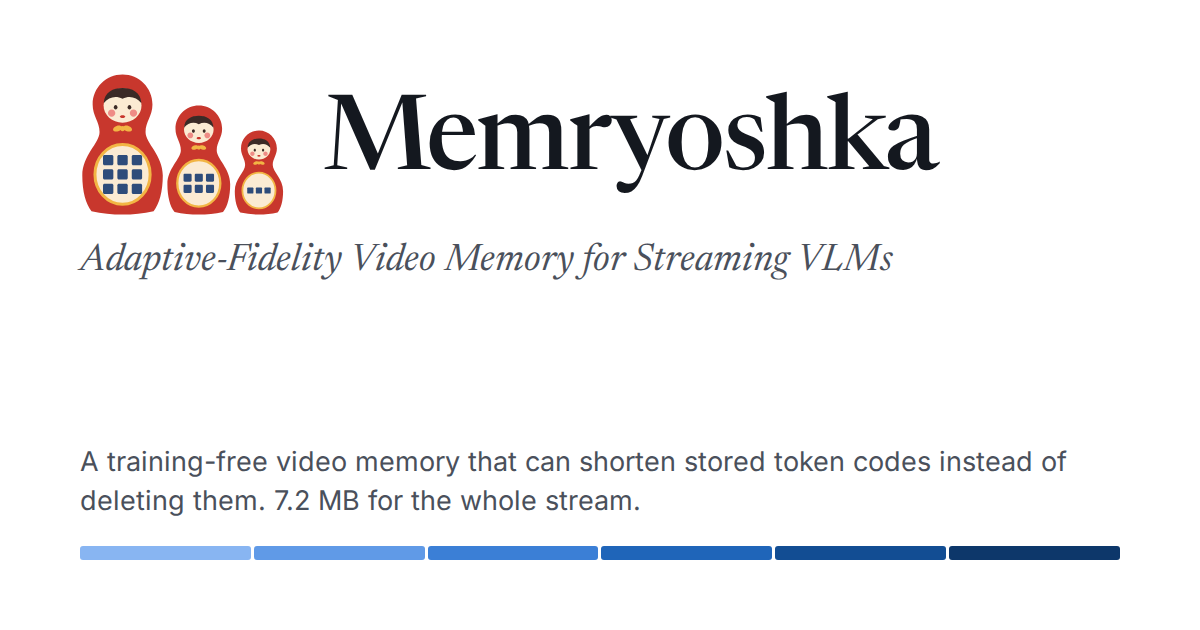 Memryoshka
Adaptive-Fidelity Video Memory for Streaming VLMs
A training-free video memory that can shorten stored token codes instead of
deleting them. 7.2 MB for the whole stream.